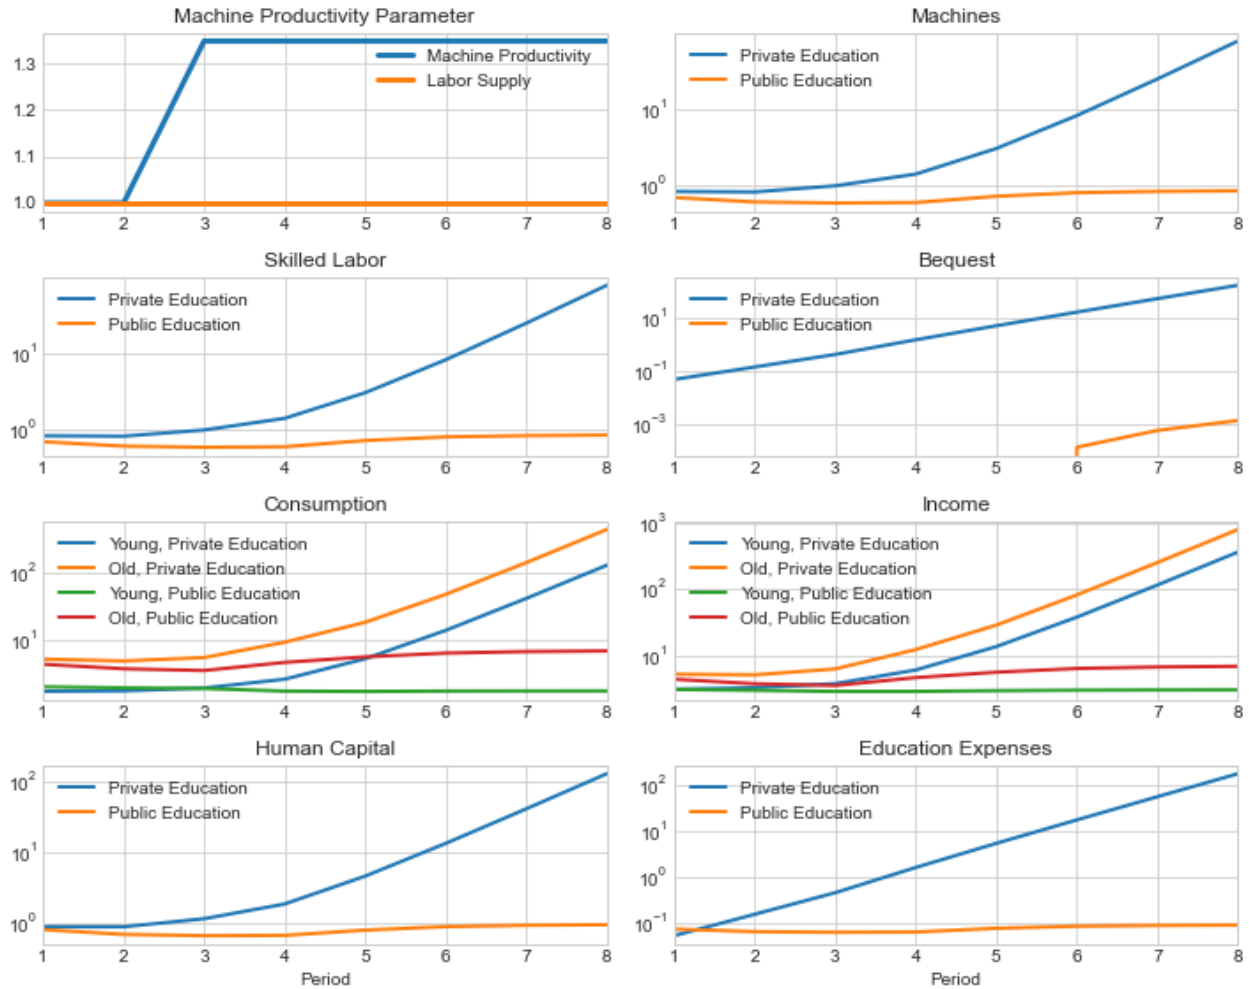 Machine Productivity Parameter
1.3
1.2
1.1
1.0
Machine Productivity
Labor Supply
1 2 3 4 5 6 7 8
Machines
10^1
10^0
Private Education
Public Education
1 2 3 4 5 6 7 8
Skilled Labor
10^1
10^0
Private Education
Public Education
1 2 3 4 5 6 7 8
Bequest
10^1
10^−1
10^−3
Private Education
Public Education
1 2 3 4 5 6 7 8
Consumption
10^2
10^1
Young, Private Education
Old, Private Education
Young, Public Education
Old, Public Education
1 2 3 4 5 6 7 8
Income
10^3
10^2
10^1
Young, Private Education
Old, Private Education
Young, Public Education
Old, Public Education
1 2 3 4 5 6 7 8
Human Capital
10^2
10^1
10^0
Private Education
Public Education
1 2 3 4 5 6 7 8
Period
Education Expenses
10^2
10^1
10^0
10^−1
Private Education
Public Education
1 2 3 4 5 6 7 8
Period